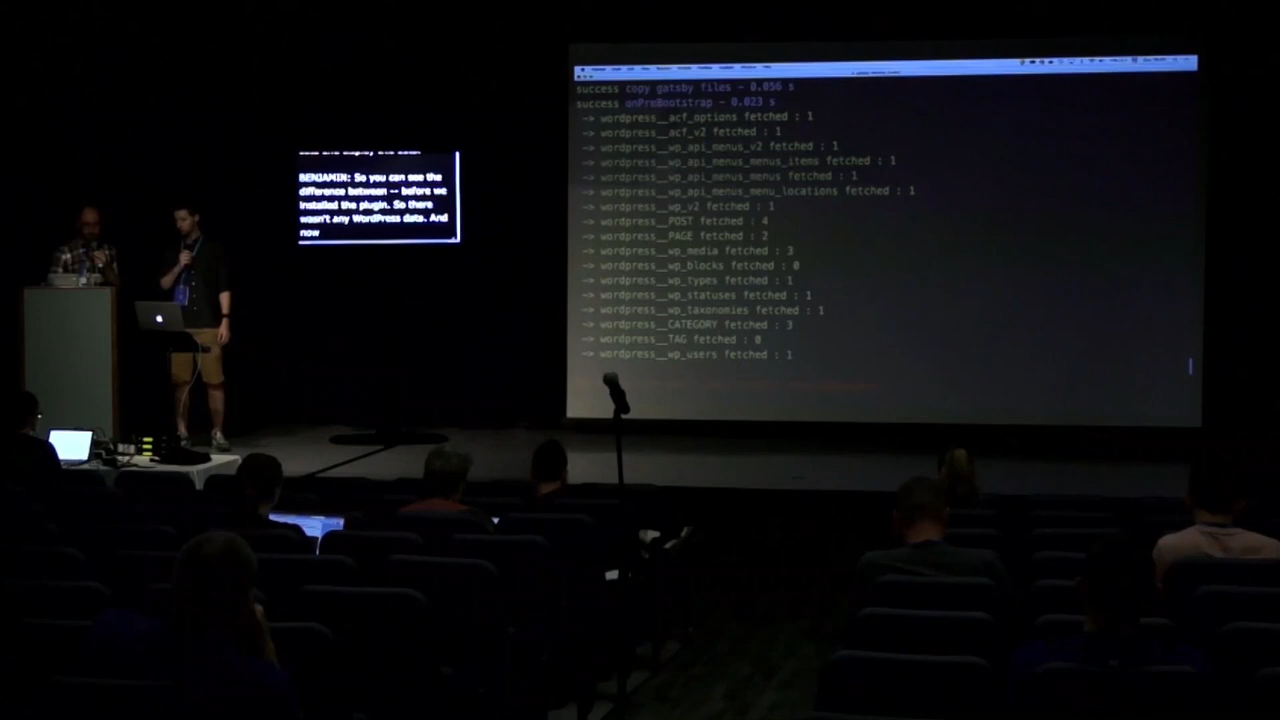 BENJAMIN: So you can see the
difference between -- before we
installed the plugin. So there
wasn't any WordPress data. And
now
success copy gatsby files - 0.056 s
success onPreBootstrap - 0.023 s
-> wordpress__acf_options fetched : 1
-> wordpress__acf_v2 fetched : 1
-> wordpress__wp_api_menus_v2 fetched : 1
-> wordpress__wp_api_menus_menus_items fetched : 1
-> wordpress__wp_api_menus_menus fetched : 1
-> wordpress__wp_api_menus_menu_locations fetched : 1
-> wordpress__wp_v2 fetched : 1
-> wordpress__POST fetched : 4
-> wordpress__PAGE fetched : 2
-> wordpress__wp_media fetched : 3
-> wordpress__wp_blocks fetched : 0
-> wordpress__wp_types fetched : 1
-> wordpress__wp_statuses fetched : 1
-> wordpress__wp_taxonomies fetched : 1
-> wordpress__CATEGORY fetched : 3
-> wordpress__TAG fetched : 0
-> wordpress__wp_users fetched : 1